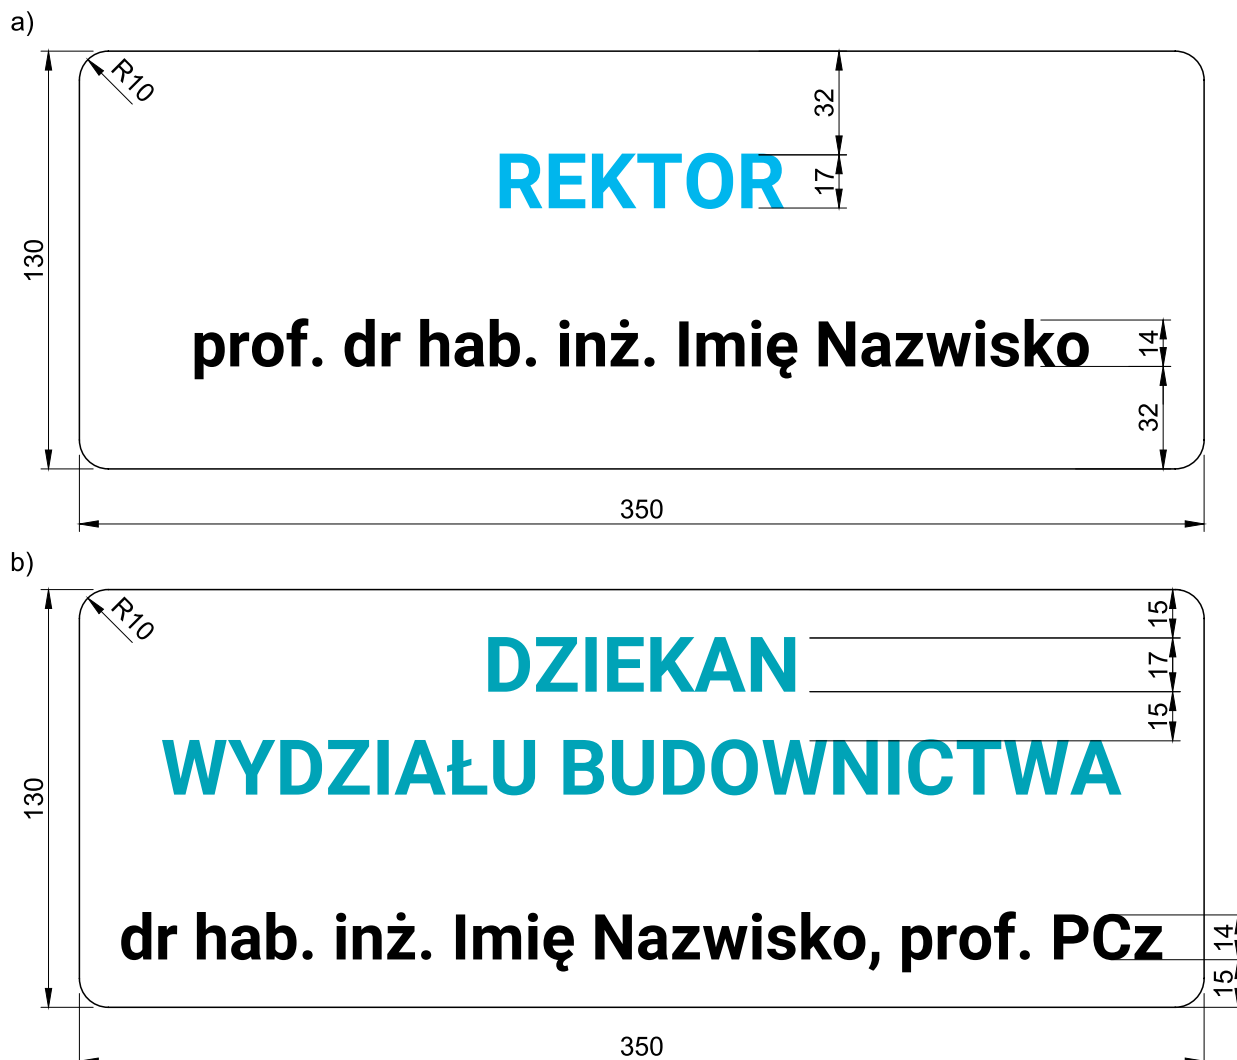 a)
R10
32
REKTOR
17
130
prof. dr hab. inż. Imię Nazwisko
14
32
350
b)
R10
15
DZIEKAN
17
15
WYDZIAŁU BUDOWNICTWA
130
dr hab. inż. Imię Nazwisko, prof. PCz
14
15
350